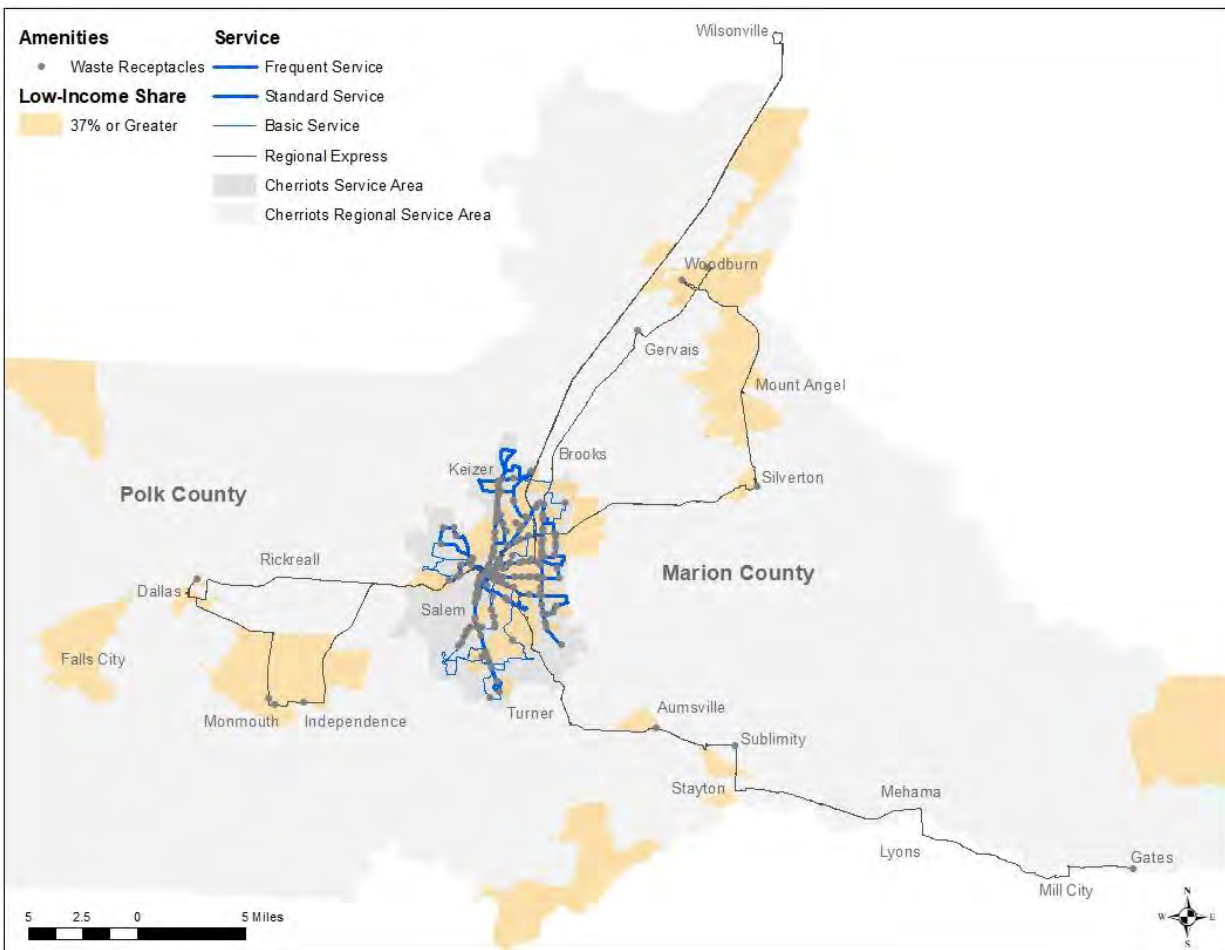 Amenities
Waste Receptacles
Low-Income Share
37% or Greater
Service
Frequent Service
Standard Service
Basic Service
Regional Express
Cherriots Service Area
Cherriots Regional Service Area
Wilsonville
Woodburn
Gervais
Mount Angel
Brooks
Keizer
Silverton
Polk County
Rickreall
Marion County
Dallas
Salem
Falls City
Monmouth
Independence
Turner
Aumsville
Sublimity
Stayton
Mehama
Lyons
Gates
Mill City
5 2.5 0 5 Miles
N
W E
S